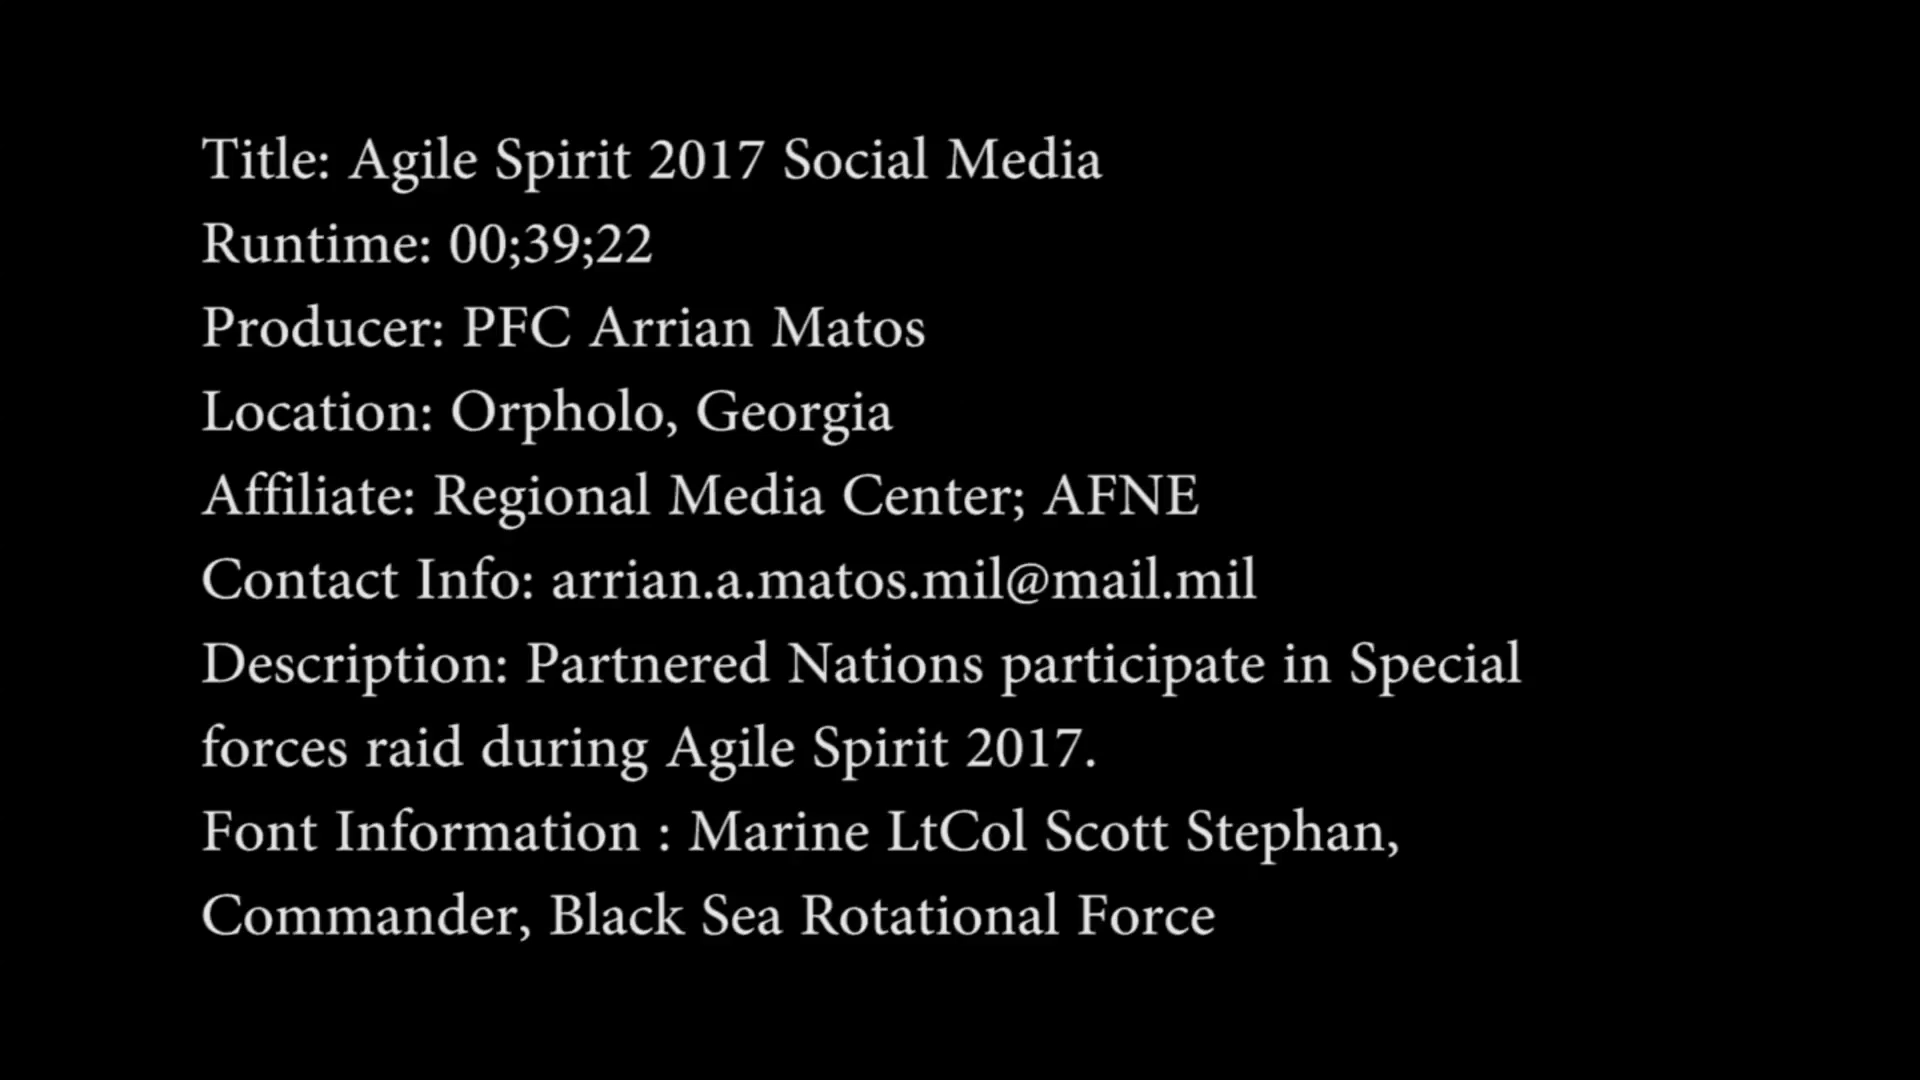 Title: Agile Spirit 2017 Social Media
Runtime: 00;39;22
Producer: PFC Arrian Matos
Location: Orpholo, Georgia
Affiliate: Regional Media Center; AFNE
Contact Info: arrian.a.matos.mil@mail.mil
Description: Partnered Nations participate in Special
forces raid during Agile Spirit 2017.
Font Information : Marine LtCol Scott Stephan,
Commander, Black Sea Rotational Force